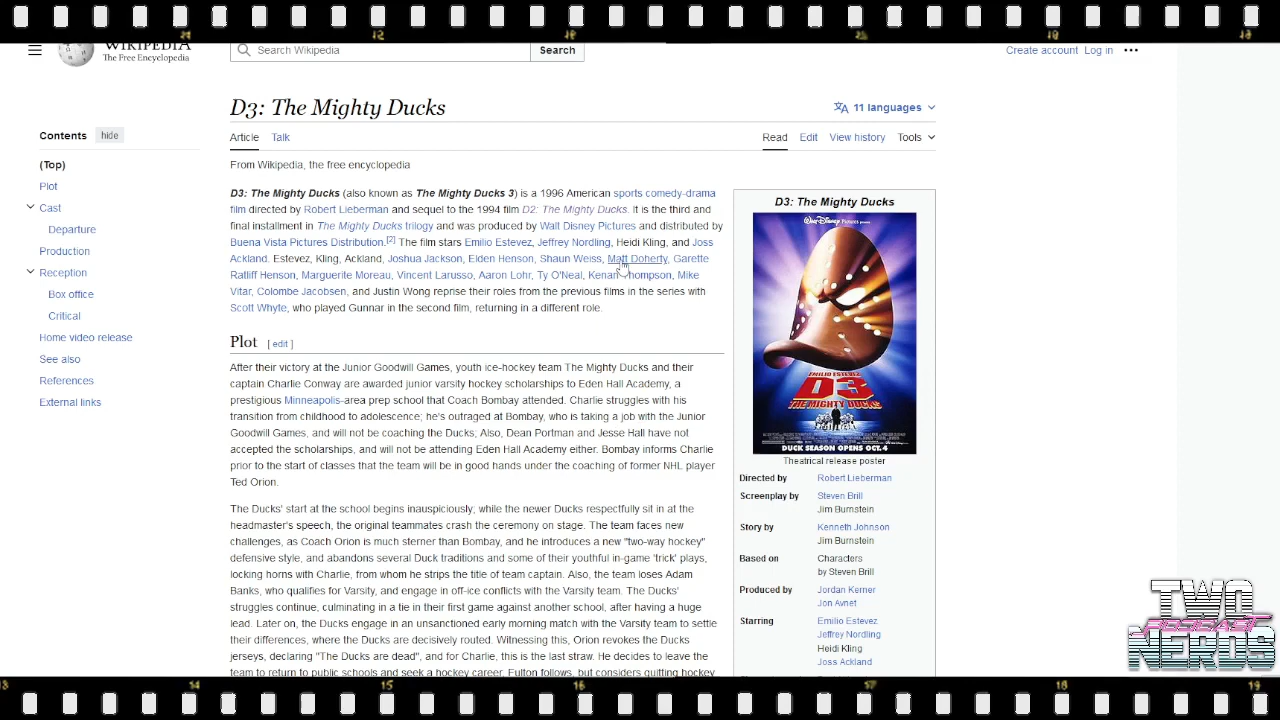 WIKIPEDIA
The Free Encyclopedia
Search Wikipedia
Search
Create account Log in
D3: The Mighty Ducks
11 languages
Contents hide
Article Talk
Read Edit View history Tools
(Top)
From Wikipedia, the free encyclopedia
Plot
Cast
Departure
Production
Reception
Box office
Critical
Home video release
See also
References
External links
D3: The Mighty Ducks (also known as The Mighty Ducks 3) is a 1996 American sports comedy-drama
film directed by Robert Lieberman and sequel to the 1994 film D2: The Mighty Ducks. It is the third and
final installment in The Mighty Ducks trilogy and was produced by Walt Disney Pictures and distributed by
Buena Vista Pictures Distribution.[2] The film stars Emilio Estevez, Jeffrey Nordling, Heidi Kling, and Joss
Ackland. Estevez, Kling, Ackland, Joshua Jackson, Elden Henson, Shaun Weiss, Matt Doherty, Garette
Ratliff Henson, Marguerite Moreau, Vincent Larusso, Aaron Lohr, Ty O'Neal, Kenan Thompson, Mike
Vitar, Colombe Jacobsen, and Justin Wong reprise their roles from the previous films in the series with
Scott Whyte, who played Gunnar in the second film, returning in a different role.
Plot [ edit ]
After their victory at the Junior Goodwill Games, youth ice-hockey team The Mighty Ducks and their
captain Charlie Conway are awarded junior varsity hockey scholarships to Eden Hall Academy, a
prestigious Minneapolis-area prep school that Coach Bombay attended. Charlie struggles with his
transition from childhood to adolescence; he's outraged at Bombay, who is taking a job with the Junior
Goodwill Games, and will not be coaching the Ducks; Also, Dean Portman and Jesse Hall have not
accepted the scholarships, and will not be attend Eden Hall Academy either. Bombay informs Charlie
prior to the start of classes that the team will be in good hands under the coaching of former NHL player
Ted Orion.
The Ducks' start at the school begins inauspiciously; while the newer Ducks respectfully sit in at the
headmaster's speech, the original teammates crash the ceremony on stage. The team faces new
challenges, as Coach Orion is much sterner than Bombay, and he introduces a new "two-way hockey"
defensive style, and abandons several Duck traditions and some of their youthful in-game 'trick' plays,
locking horns with Charlie, from whom he strips the title of team captain. Also, the team loses Adam
Banks, who qualifies for Varsity, and engage in off-ice conflicts with the Varsity team. The Ducks'
struggles continue, culminating in a tie in their first game against another school, after having a huge
lead. Later on, the Ducks engage in an unsanctioned early morning match with the Varsity team to settle
their differences, where the Ducks are decisively routed. Witnessing this, Orion revokes the Ducks
jerseys, declaring "The Ducks are dead", and for Charlie, this is the last straw. He decides to leave the
team to return to public schools and seek a new career. Fulton follows, but considers quitting hockey
D3: The Mighty Ducks
WALT DISNEY Pictures presents
EMILIO ESTEVEZ
D3
THE MIGHTY DUCKS
DUCK SEASON OPENS OCT. 4
Theatrical release poster
Directed by Robert Lieberman
Screenplay by Steven Brill
Jim Burnstein
Story by Kenneth Johnson
Jim Burnstein
Based on Characters
by Steven Brill
Produced by Jordan Kerner
Jon Avnet
Starring Emilio Estevez
Jeffrey Nordling
Heidi Kling
Joss Ackland
TWO
NERDS